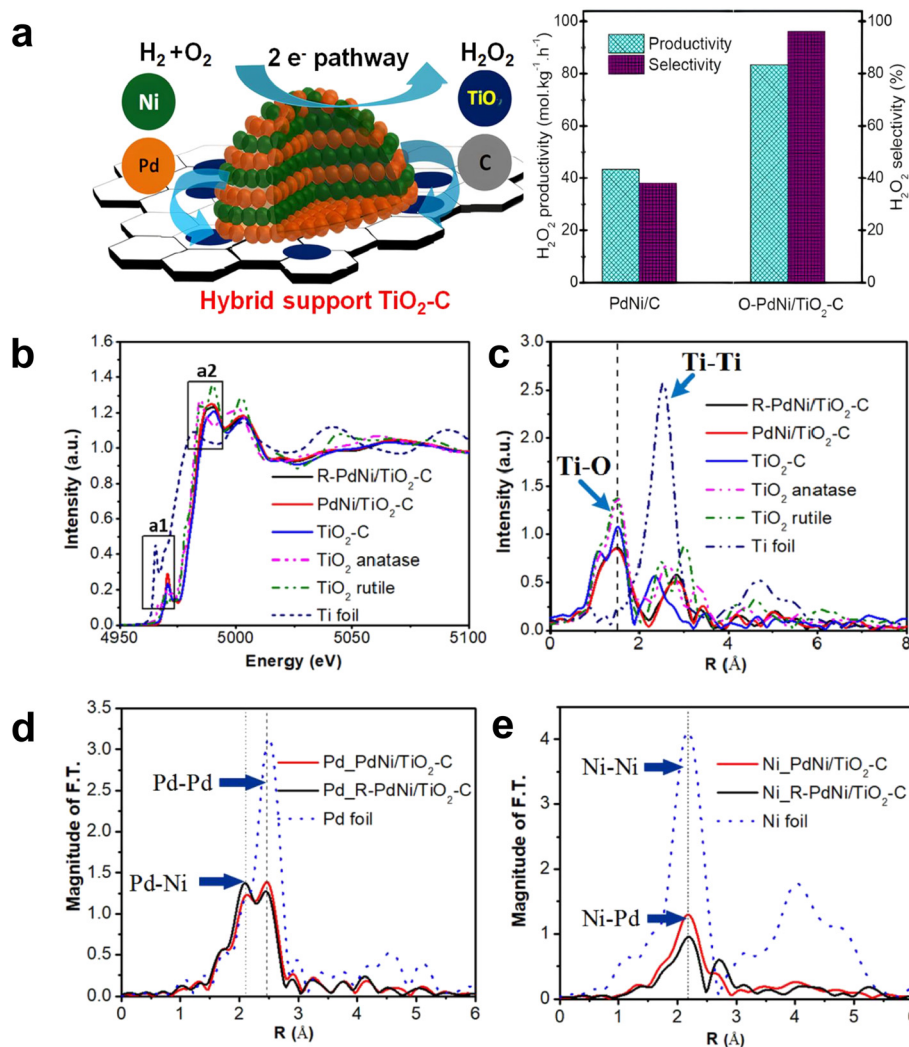 a
H₂ +O₂
2 e⁻ pathway
H₂O₂
Ni
TiO₂
Pd
C
Hybrid support TiO₂-C
H₂O₂ productivity (mol.kg⁻¹.h⁻¹)
100
80
60
40
20
0
Productivity
Selectivity
100
80
60
40
20
0
H₂O₂ selectivity (%)
PdNi/C
O-PdNi/TiO₂-C
b
Intensity (a.u.)
1.6
1.4
1.2
1.0
0.8
0.6
0.4
0.2
0.0
a2
a1
R-PdNi/TiO₂-C
PdNi/TiO₂-C
TiO₂-C
TiO₂ anatase
TiO₂ rutile
Ti foil
4950
5000
5050
5100
Energy (eV)
c
Intensity (a.u.)
3.0
2.5
2.0
1.5
1.0
0.5
0.0
Ti-Ti
Ti-O
R-PdNi/TiO₂-C
PdNi/TiO₂-C
TiO₂-C
TiO₂ anatase
TiO₂ rutile
Ti foil
0
2
4
6
8
R (Å)
d
Magnitude of F.T.
3.5
3.0
2.5
2.0
1.5
1.0
0.5
0.0
Pd-Pd
Pd-Ni
Pd_PdNi/TiO₂-C
Pd_R-PdNi/TiO₂-C
Pd foil
0
1
2
3
4
5
6
R (Å)
e
Magnitude of F.T.
4
3
2
1
0
Ni-Ni
Ni-Pd
Ni_PdNi/TiO₂-C
Ni_R-PdNi/TiO₂-C
Ni foil
0
1
2
3
4
5
6
R (Å)